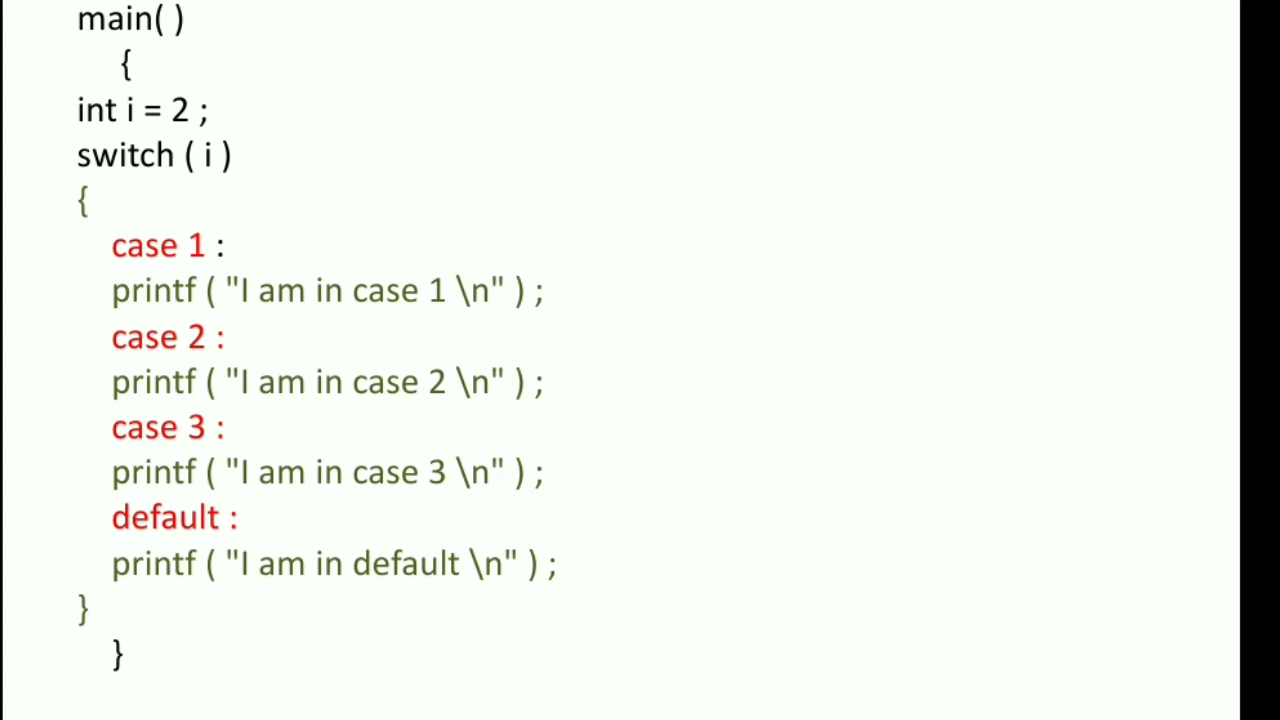 main( )
{
int i = 2 ;
switch ( i )
{
case 1 :
printf ( "I am in case 1 \n" ) ;
case 2 :
printf ( "I am in case 2 \n" ) ;
case 3 :
printf ( "I am in case 3 \n" ) ;
default :
printf ( "I am in default \n" ) ;
}
}